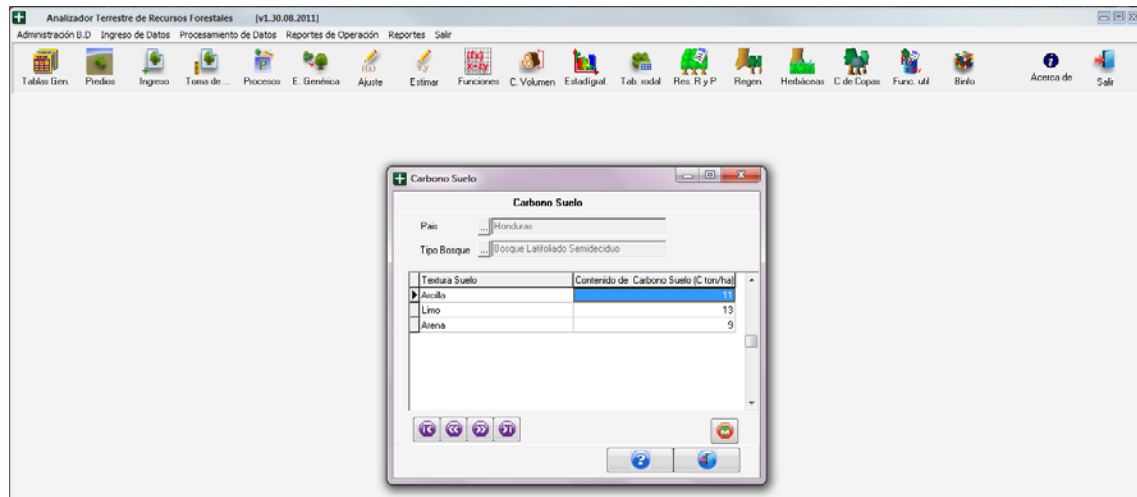 Analizador Terrestre de Recursos Forestales [v1.30.08.2011]
Administración B.D Ingreso de Datos Procesamiento de Datos Reportes de Operación Reportes Salir
Tablas Gen. Predios Ingreso Toma de ... Procesos E. Genérica Ajuste Estimar Funciones C. Volumen Estadígraf. Tab. rodal Res. R y P Regen. Herbáceas C de Copas Func. util Binfo Acerca de Salir
Carbono Suelo
Carbono Suelo
País ... Honduras
Tipo Bosque ... Bosque Latifoliado Semideciduo
Textura Suelo Contenido de Carbono Suelo (C ton/ha)
Arcilla 11
Limo 13
Arena 9